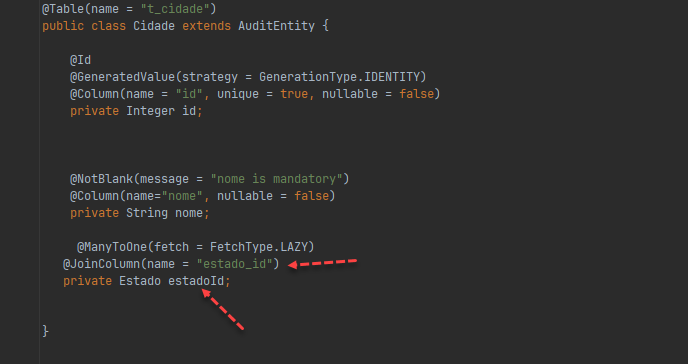 @Table(name = "t_cidade")
public class Cidade extends AuditEntity {
@Id
@GeneratedValue(strategy = GenerationType.IDENTITY)
@Column(name = "id", unique = true, nullable = false)
private Integer id;
@NotBlank(message = "nome is mandatory")
@Column(name="nome", nullable = false)
private String nome;
@ManyToOne(fetch = FetchType.LAZY)
@JoinColumn(name = "estado_id")
private Estado estadoId;
}